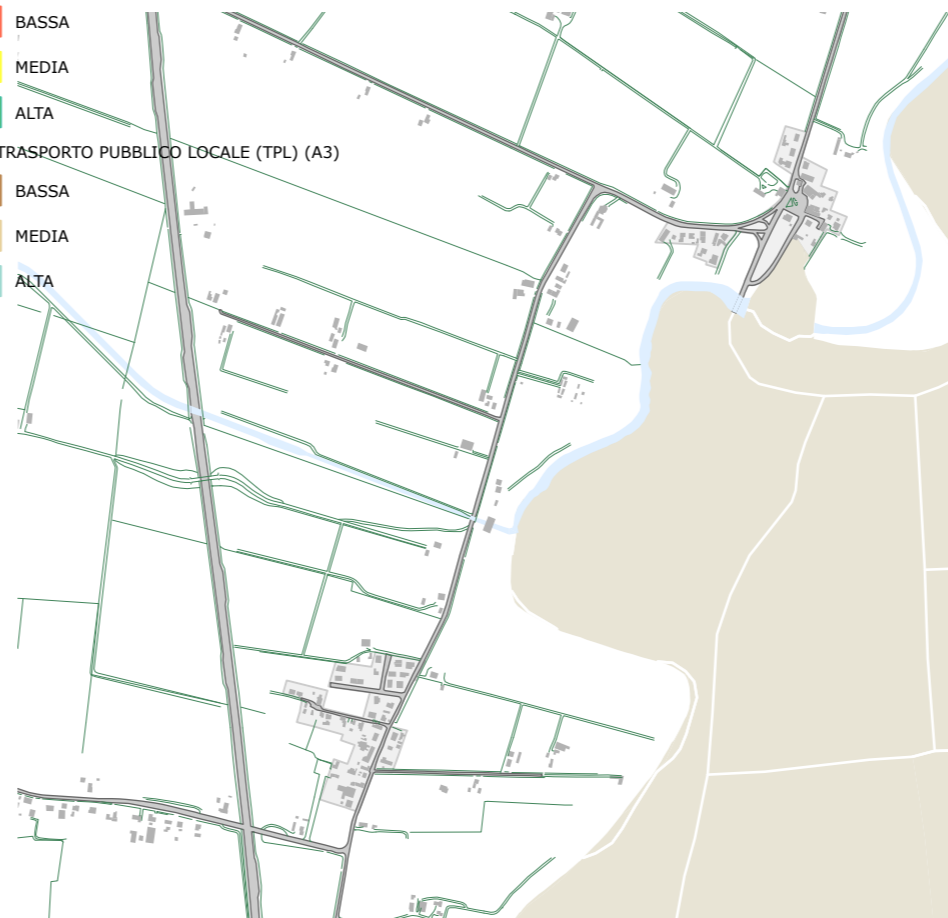 BASSA
MEDIA
ALTA
TRASPORTO PUBBLICO LOCALE (TPL) (A3)
BASSA
MEDIA
ALTA